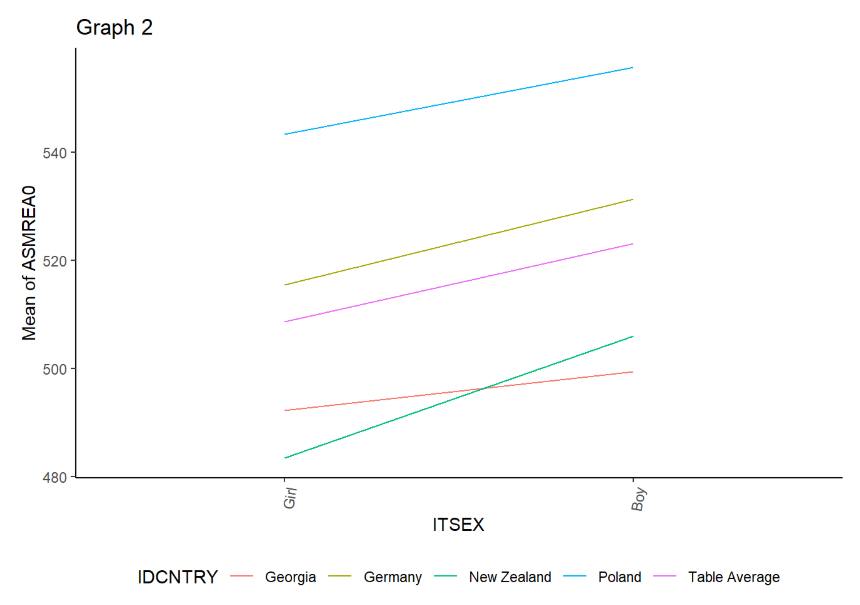 Graph 2
Mean of ASMREA0
540
520
500
480
Girl
Boy
ITSEX
IDCNTRY Georgia Germany New Zealand Poland Table Average